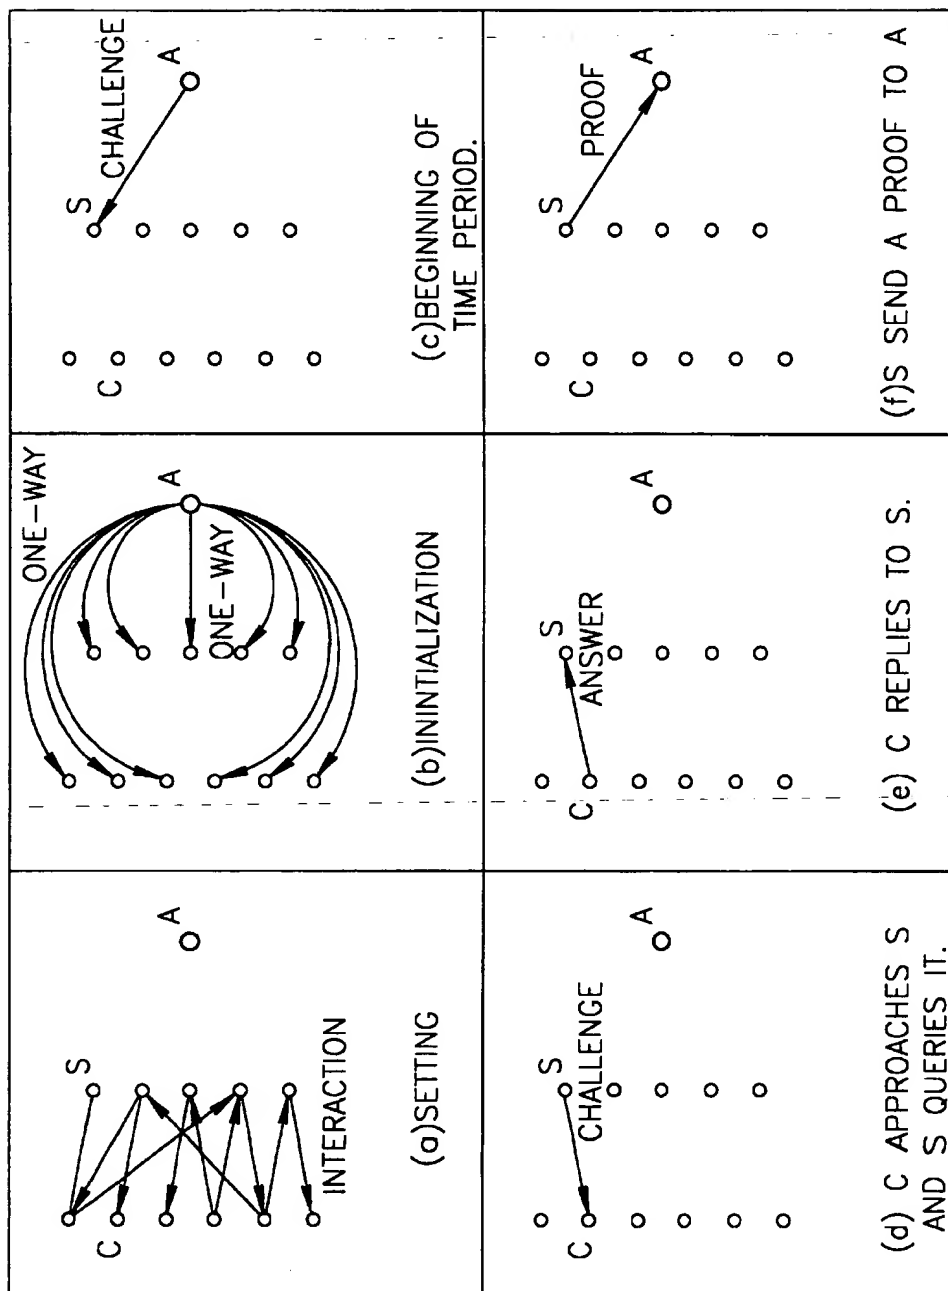 S
C
A
INTERACTION
(a)SETTING
ONE-WAY
A
ONE-WAY
(b)ININTIALIZATION
S
CHALLENGE
C
A
(c)BEGINNING OF
TIME PERIOD.
S
C
CHALLENGE
A
(d) C APPROACHES S
AND S QUERIES IT.
S
C
ANSWER
A
(e) C REPLIES TO S.
S
C
PROOF
A
(f)S SEND A PROOF TO A